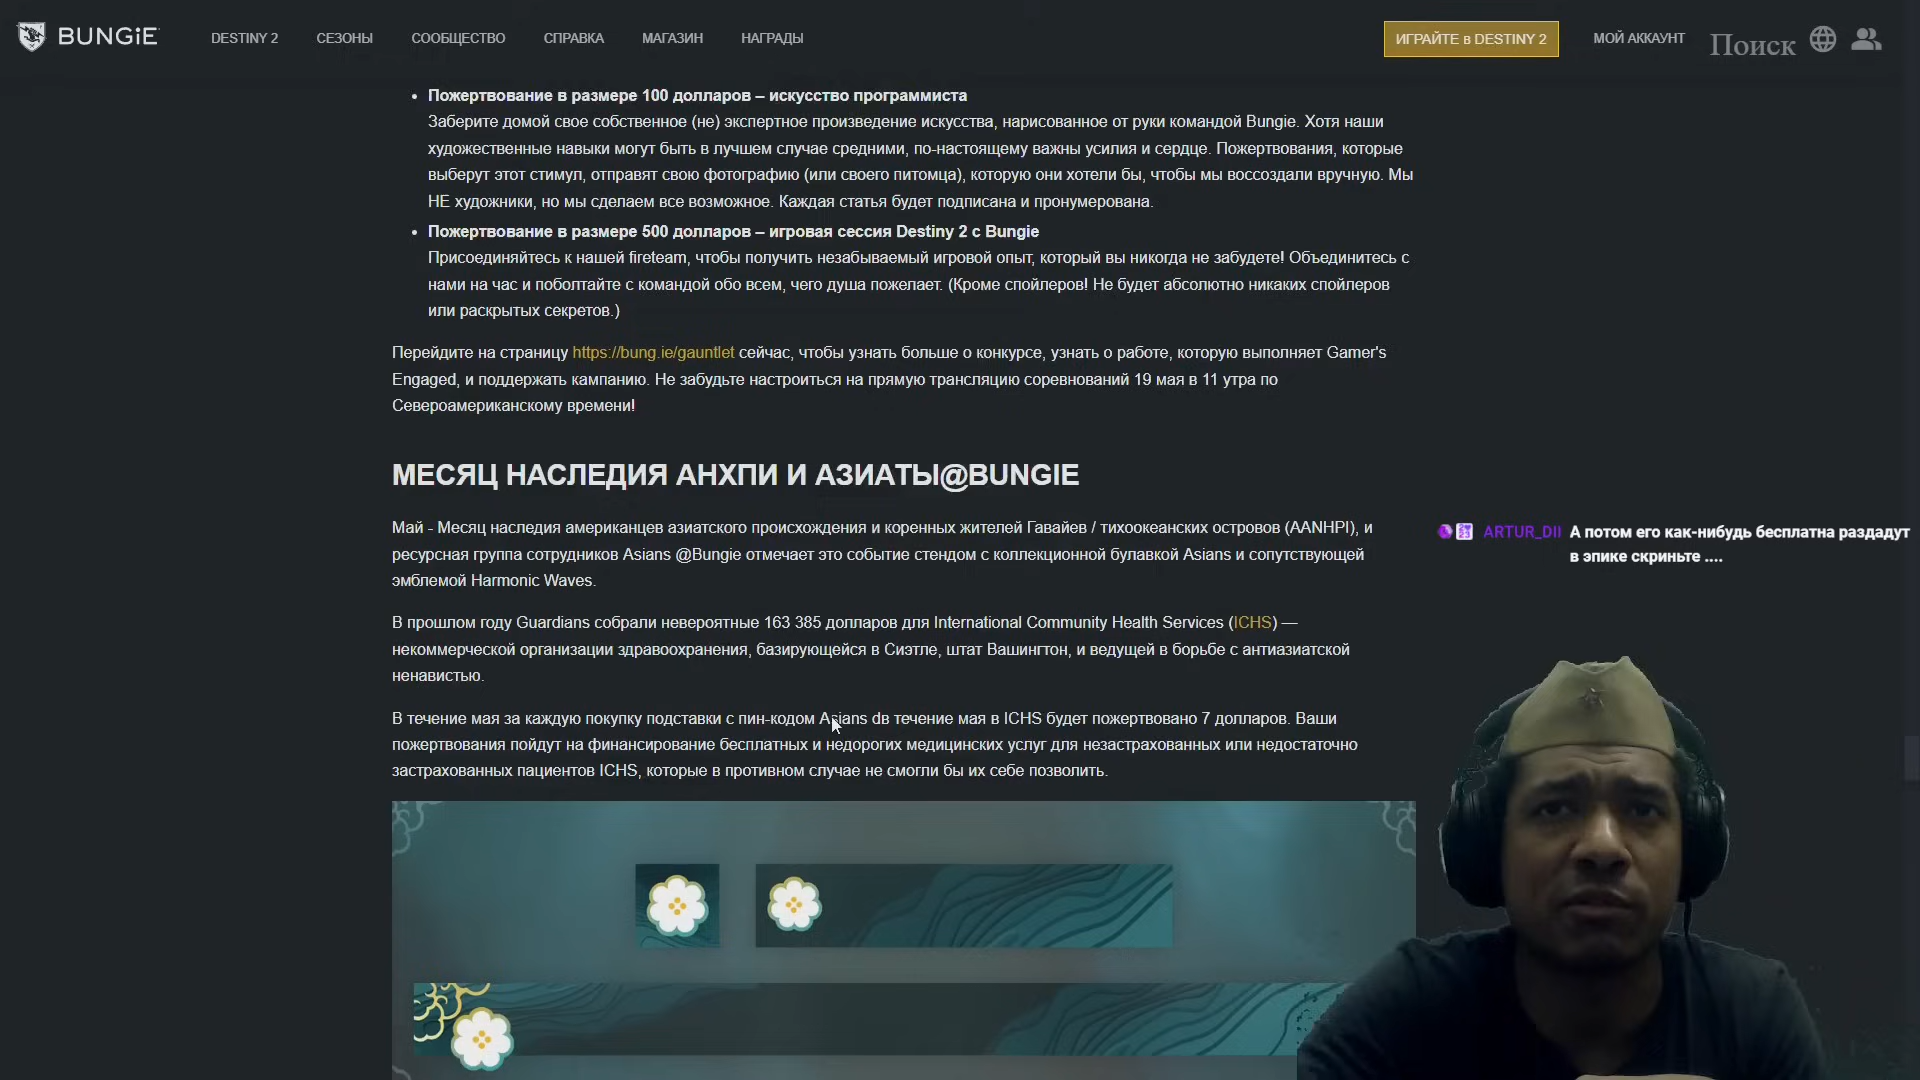 BUNGiE
DESTINY 2
СЕЗОНЫ
СООБЩЕСТВО
СПРАВКА
МАГАЗИН
НАГРАДЫ
ИГРАЙТЕ в DESTINY 2
МОЙ АККАУНТ
Поиск
• Пожертвование в размере 100 долларов – искусство программиста
Заберите домой свое собственное (не) экспертное произведение искусства, нарисованное от руки командой Bungie. Хотя наши
художественные навыки могут быть в лучшем случае средними, по-настоящему важны усилия и сердце. Пожертвования, которые
выберут этот стимул, отправят свою фотографию (или своего питомца), которую они хотели бы, чтобы мы воссоздали вручную. Мы
НЕ художники, но мы сделаем все возможное. Каждая статья будет подписана и пронумерована.
• Пожертвование в размере 500 долларов – игровая сессия Destiny 2 с Bungie
Присоединяйтесь к нашей fireteam, чтобы получить незабываемый игровой опыт, который вы никогда не забудете! Объединитесь с
нами на час и поболтайте с командой обо всем, чего душа пожелает. (Кроме спойлеров! Не будет абсолютно никаких спойлеров
или раскрытых секретов.)
Перейдите на страницу https://bung.ie/gauntlet сейчас, чтобы узнать больше о конкурсе, узнать о работе, которую выполняет Gamer's
Engaged, и поддержать кампанию. Не забудьте настроиться на прямую трансляцию соревнований 19 мая в 11 утра по
Североамериканскому времени!
МЕСЯЦ НАСЛЕДИЯ АНХПИ И АЗИАТЫ@BUNGIE
Май - Месяц наследия американцев азиатского происхождения и коренных жителей Гавайев / тихоокеанских островов (AANHPI), и
ресурсная группа сотрудников Asians @Bungie отмечает это событие стендом с коллекционной булавкой Asians и сопутствующей
эмблемой Harmonic Waves.
В прошлом году Guardians собрали невероятные 163 385 долларов для International Community Health Services (ICHS) —
некоммерческой организации здравоохранения, базирующейся в Сиэтле, штат Вашингтон, и ведущей в борьбе с антиазиатской
ненавистью.
В течение мая за каждую покупку подставки с пин-кодом Asians dв течение мая в ICHS будет пожертвовано 7 долларов. Ваши
пожертвования пойдут на финансирование бесплатных и недорогих медицинских услуг для незастрахованных или недостаточно
застрахованных пациентов ICHS, которые в противном случае не смогли бы их себе позволить.
ARTUR_DII А потом его как-нибудь бесплатна раздадут
в эпике скриньте ....